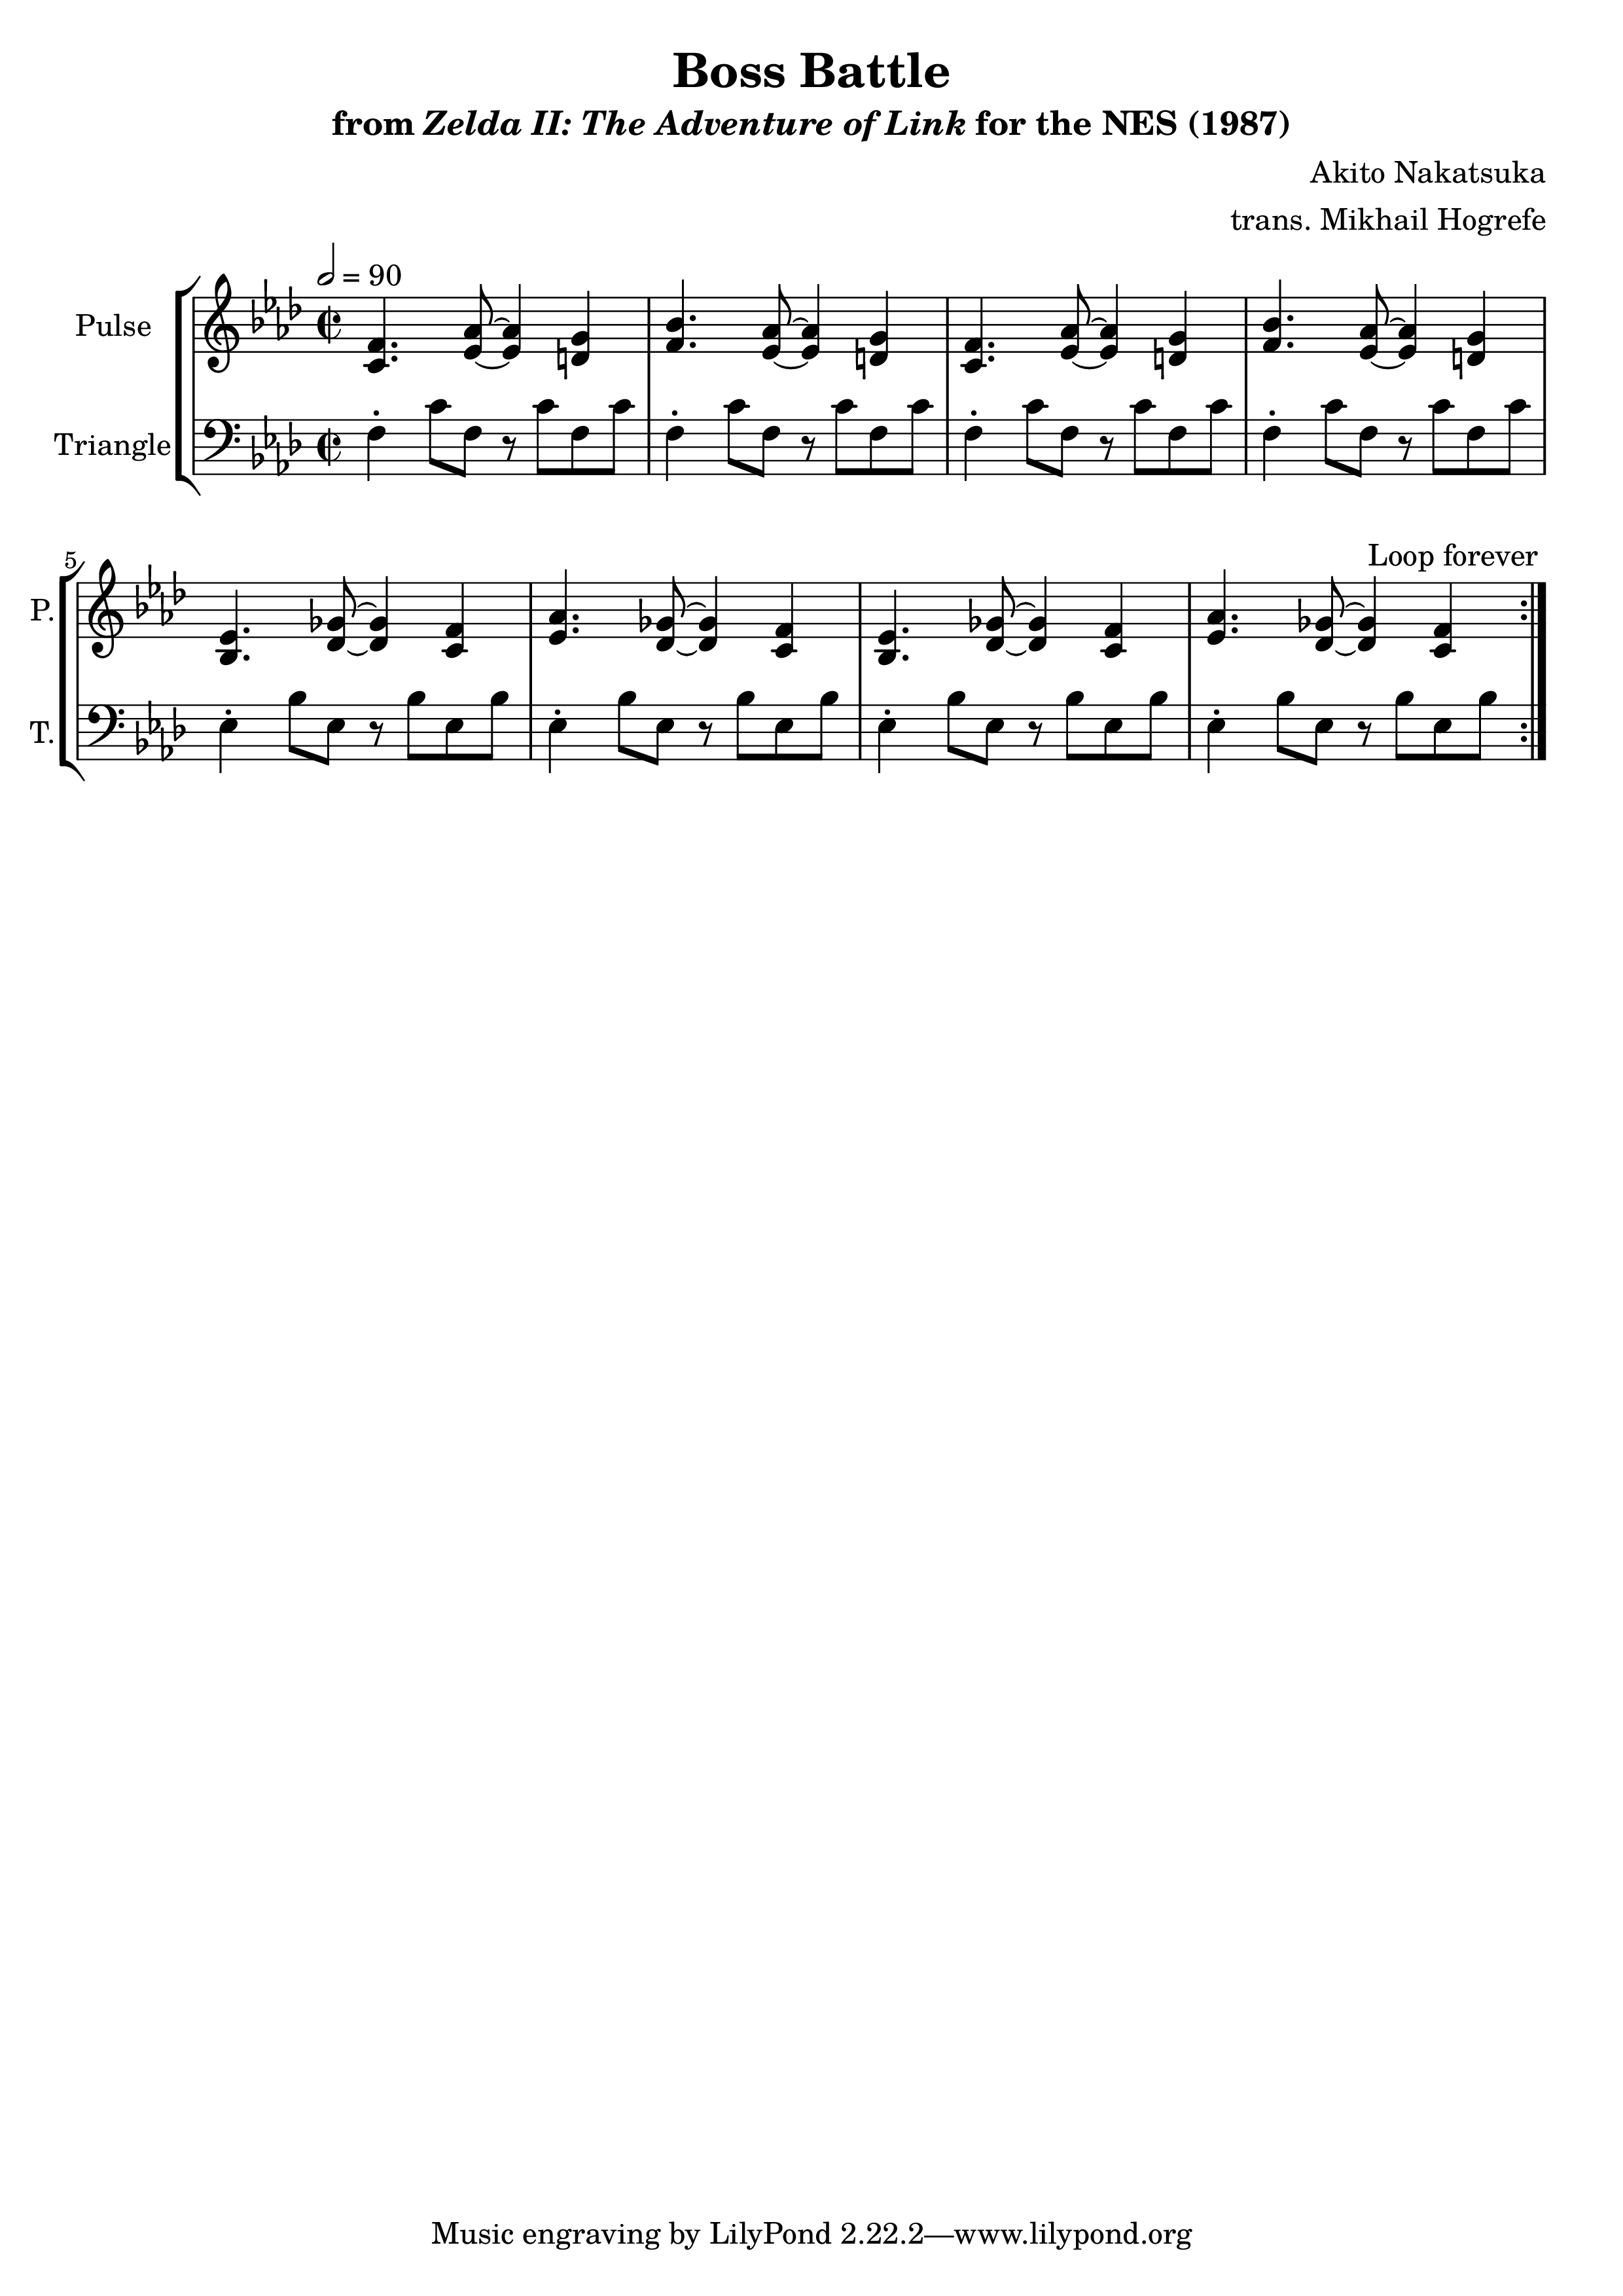 Boss Battle
from Zelda II: The Adventure of Link for the NES (1987)
Akito Nakatsuka
trans. Mikhail Hogrefe
= 90
Pulse
Triangle
5
Loop forever
P.
T.
Music engraving by LilyPond 2.22.2—www.lilypond.org